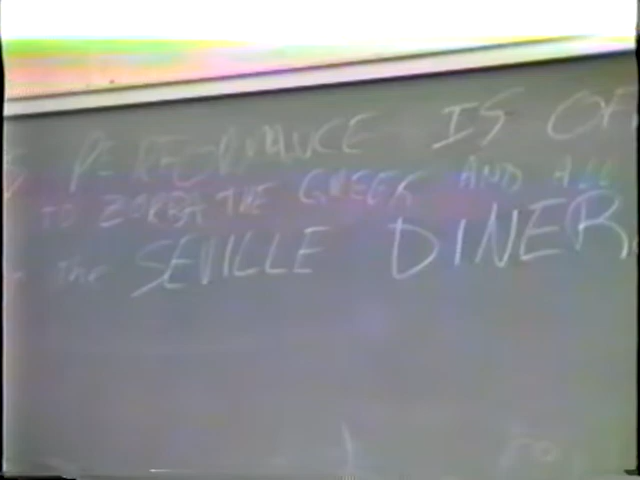 PERFORMANCE IS OF
TO ZORBA THE GREEK AND ALL
the SEVILLE DINER